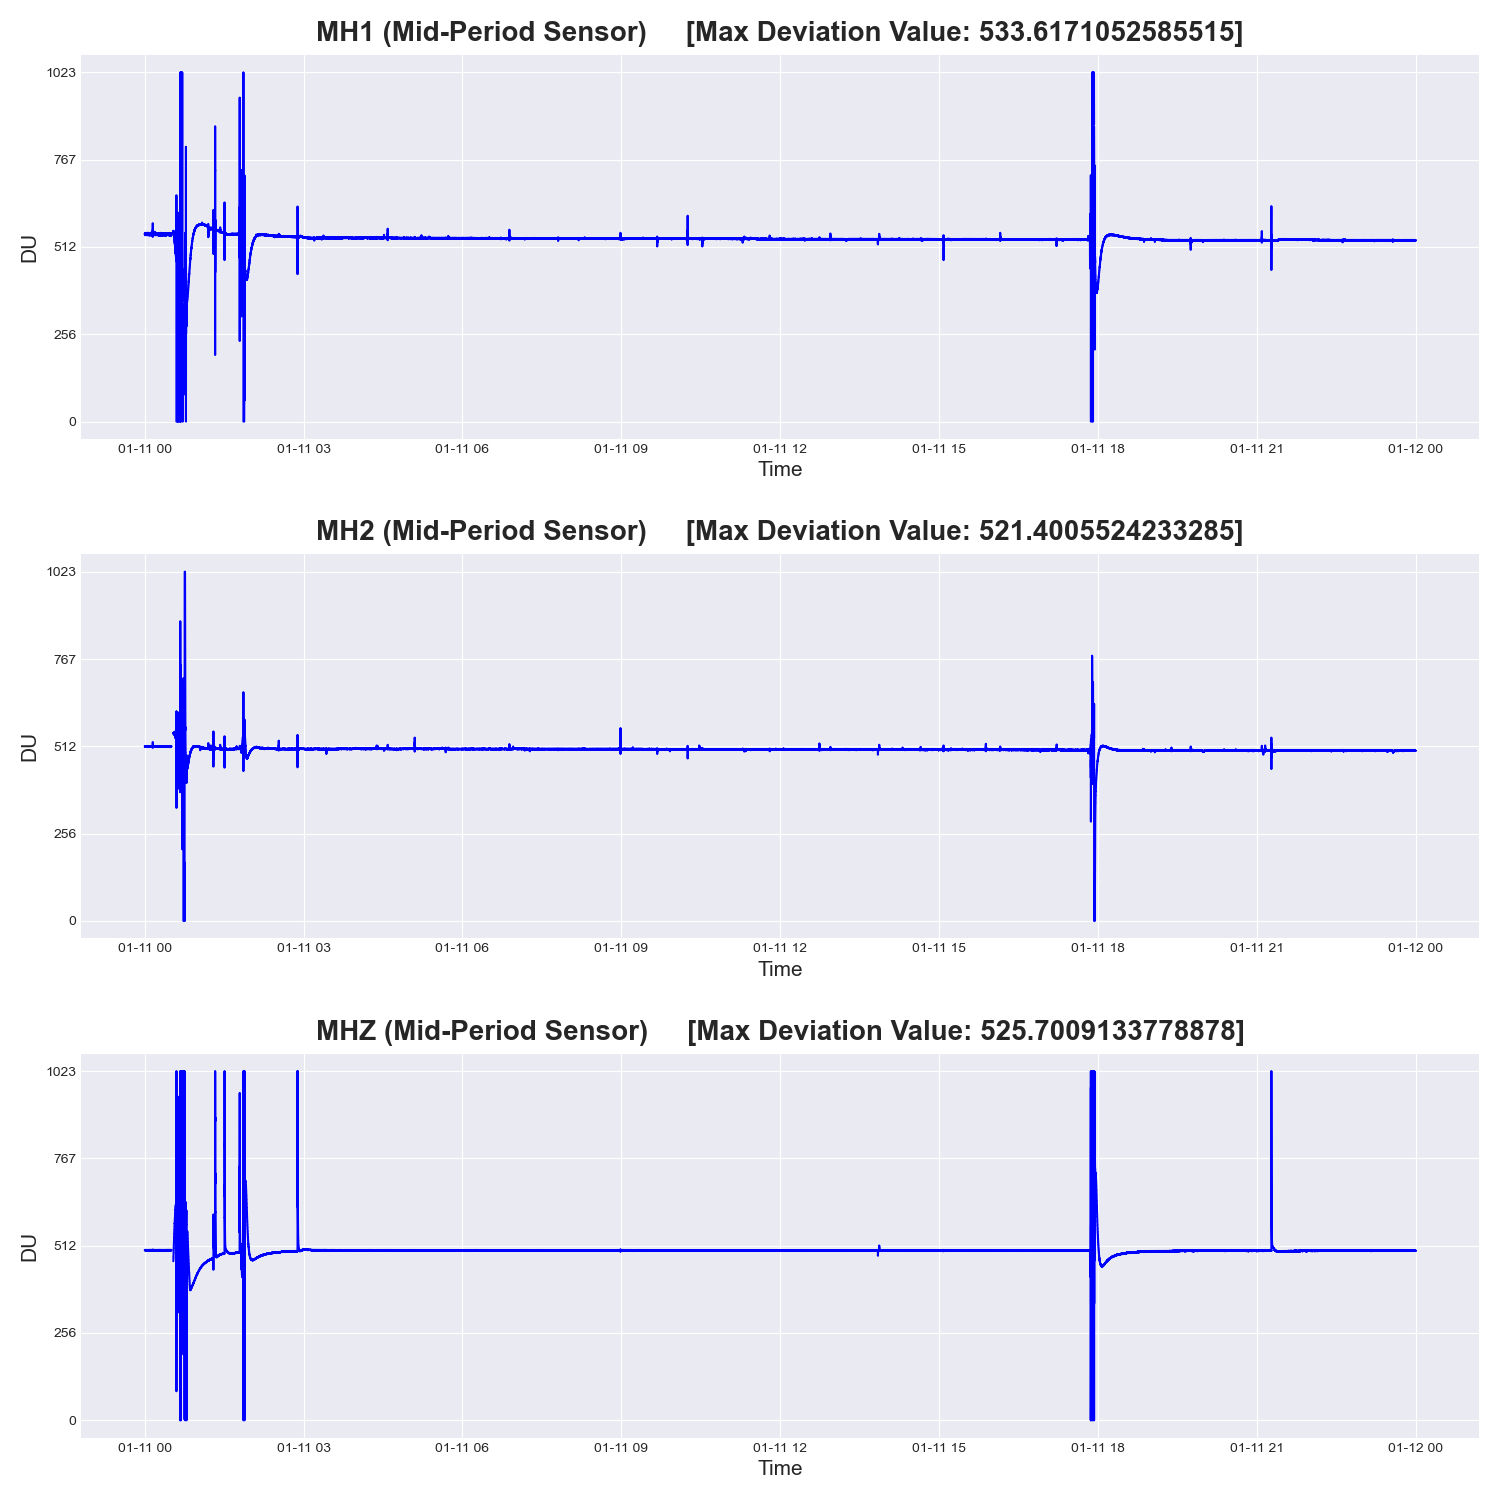 MH1 (Mid-Period Sensor) [Max Deviation Value: 533.6171052585515]
1023
767
512
256
0
DU
01-11 00 01-11 03 01-11 06 01-11 09 01-11 12 01-11 15 01-11 18 01-11 21 01-12 00
Time
MH2 (Mid-Period Sensor) [Max Deviation Value: 521.4005524233285]
1023
767
512
256
0
DU
01-11 00 01-11 03 01-11 06 01-11 09 01-11 12 01-11 15 01-11 18 01-11 21 01-12 00
Time
MHZ (Mid-Period Sensor) [Max Deviation Value: 525.7009133778878]
1023
767
512
256
0
DU
01-11 00 01-11 03 01-11 06 01-11 09 01-11 12 01-11 15 01-11 18 01-11 21 01-12 00
Time